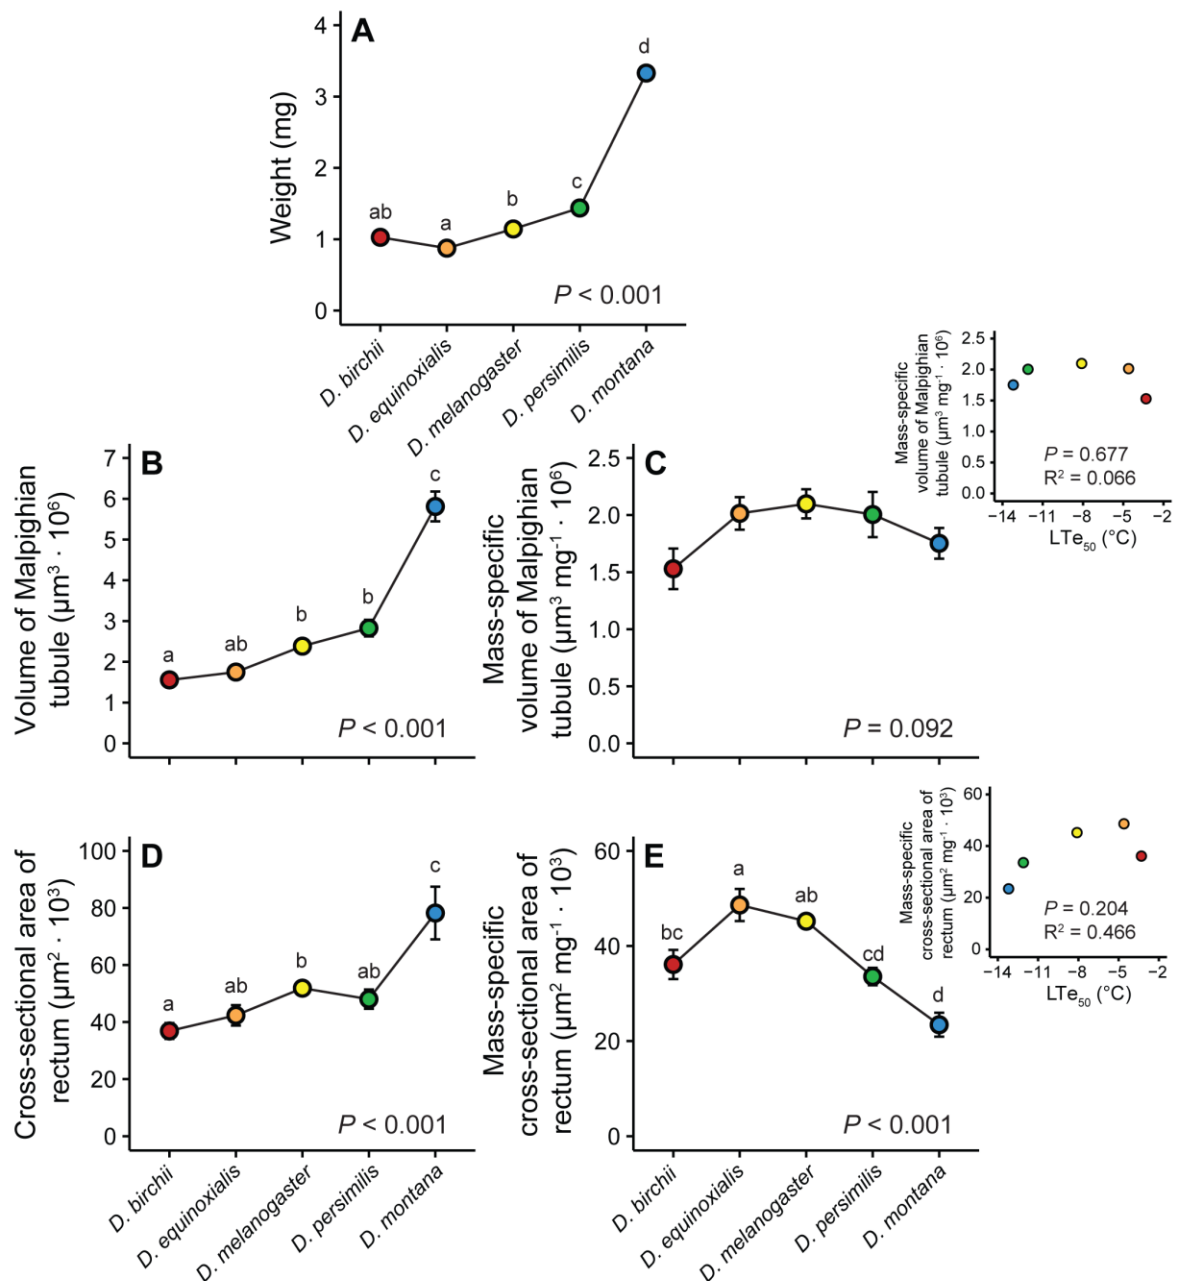 A
4
3
2
1
0
Weight (mg)
ab
a
b
c
d
P < 0.001
D. birchii
D. equinoxialis
D. melanogaster
D. persimilis
D. montana
B
7
6
5
4
3
2
1
0
Volume of Malpighian
tubule (µm³ · 10⁶)
a
ab
b
b
c
P < 0.001
C
2.5
2.0
1.5
1.0
0.5
0.0
Mass-specific
volume of Malpighian
tubule (µm³ mg⁻¹ · 10⁶)
P = 0.092
2.5
2.0
1.5
1.0
0.5
0.0
Mass-specific
volume of Malpighian
tubule (µm³ mg⁻¹ · 10⁶)
P = 0.677
R² = 0.066
−14 −11 −8 −5 −2
LTe₅₀ (°C)
D
100
80
60
40
20
0
Cross-sectional area of
rectum (µm² · 10³)
a
ab
b
ab
c
P < 0.001
D. birchii
D. equinoxialis
D. melanogaster
D. persimilis
D. montana
E
60
40
20
0
Mass-specific
cross-sectional area of
rectum (µm² mg⁻¹ · 10³)
bc
a
ab
cd
d
P < 0.001
D. birchii
D. equinoxialis
D. melanogaster
D. persimilis
D. montana
60
40
20
0
Mass-specific
cross-sectional area of
rectum (µm² mg⁻¹ · 10³)
P = 0.204
R² = 0.466
−14 −11 −8 −5 −2
LTe₅₀ (°C)